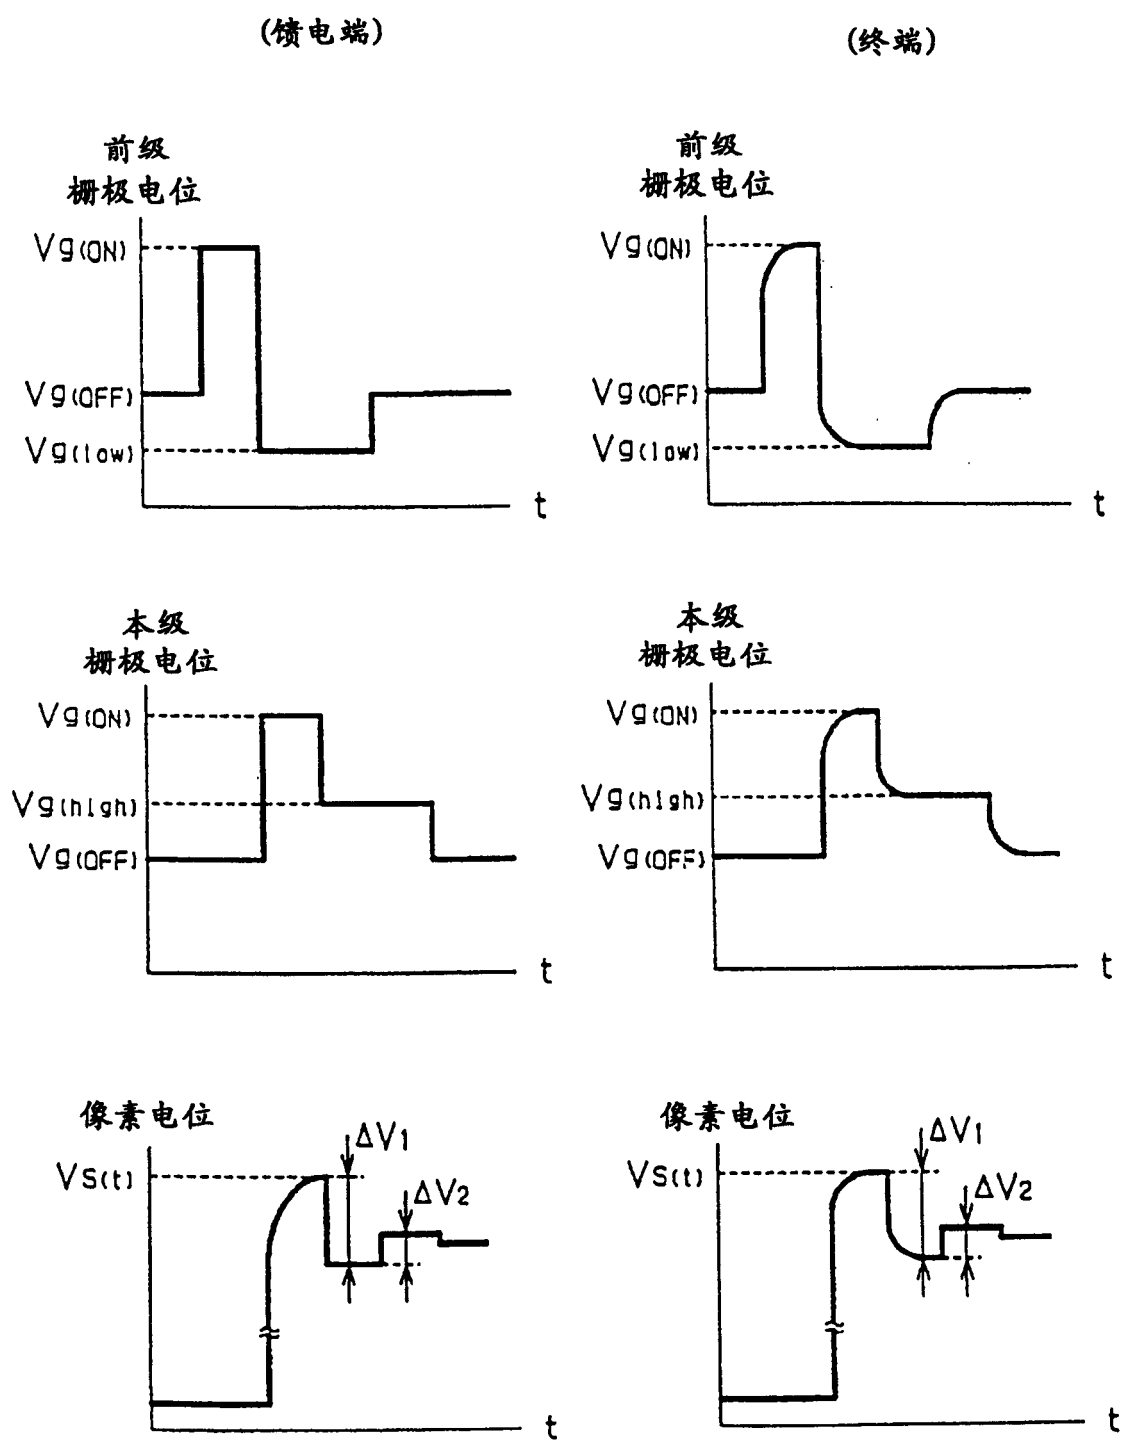 (馈电端)
(终端)
前级
栅极电位
Vg(ON)
Vg(OFF)
Vg(low)
t
前级
栅极电位
Vg(ON)
Vg(OFF)
Vg(low)
t
本级
栅极电位
Vg(ON)
Vg(high)
Vg(OFF)
t
本级
栅极电位
Vg(ON)
Vg(high)
Vg(OFF)
t
像素电位
VS(t)
ΔV1
ΔV2
t
像素电位
VS(t)
ΔV1
ΔV2
t